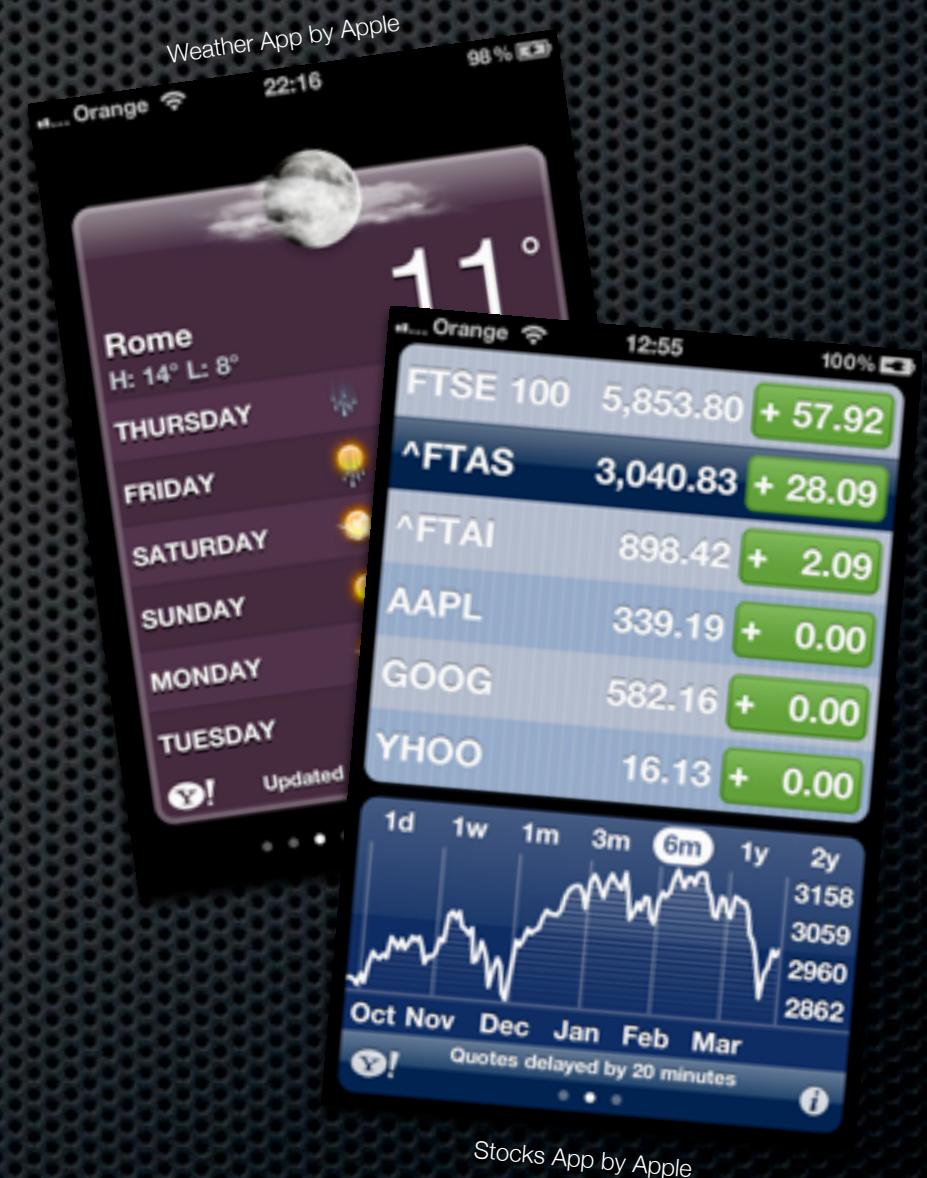 Weather App by Apple
Orange 22:16 98%
11°
Rome
H: 14° L: 8°
THURSDAY
FRIDAY
SATURDAY
SUNDAY
MONDAY
TUESDAY
Y! Updated
Orange 12:55 100%
FTSE 100 5,853.80 + 57.92
^FTAS 3,040.83 + 28.09
^FTAI 898.42 + 2.09
AAPL 339.19 + 0.00
GOOG 582.16 + 0.00
YHOO 16.13 + 0.00
1d 1w 1m 3m 6m 1y 2y
3158
3059
2960
2862
Oct Nov Dec Jan Feb Mar
Y! Quotes delayed by 20 minutes i
Stocks App by Apple